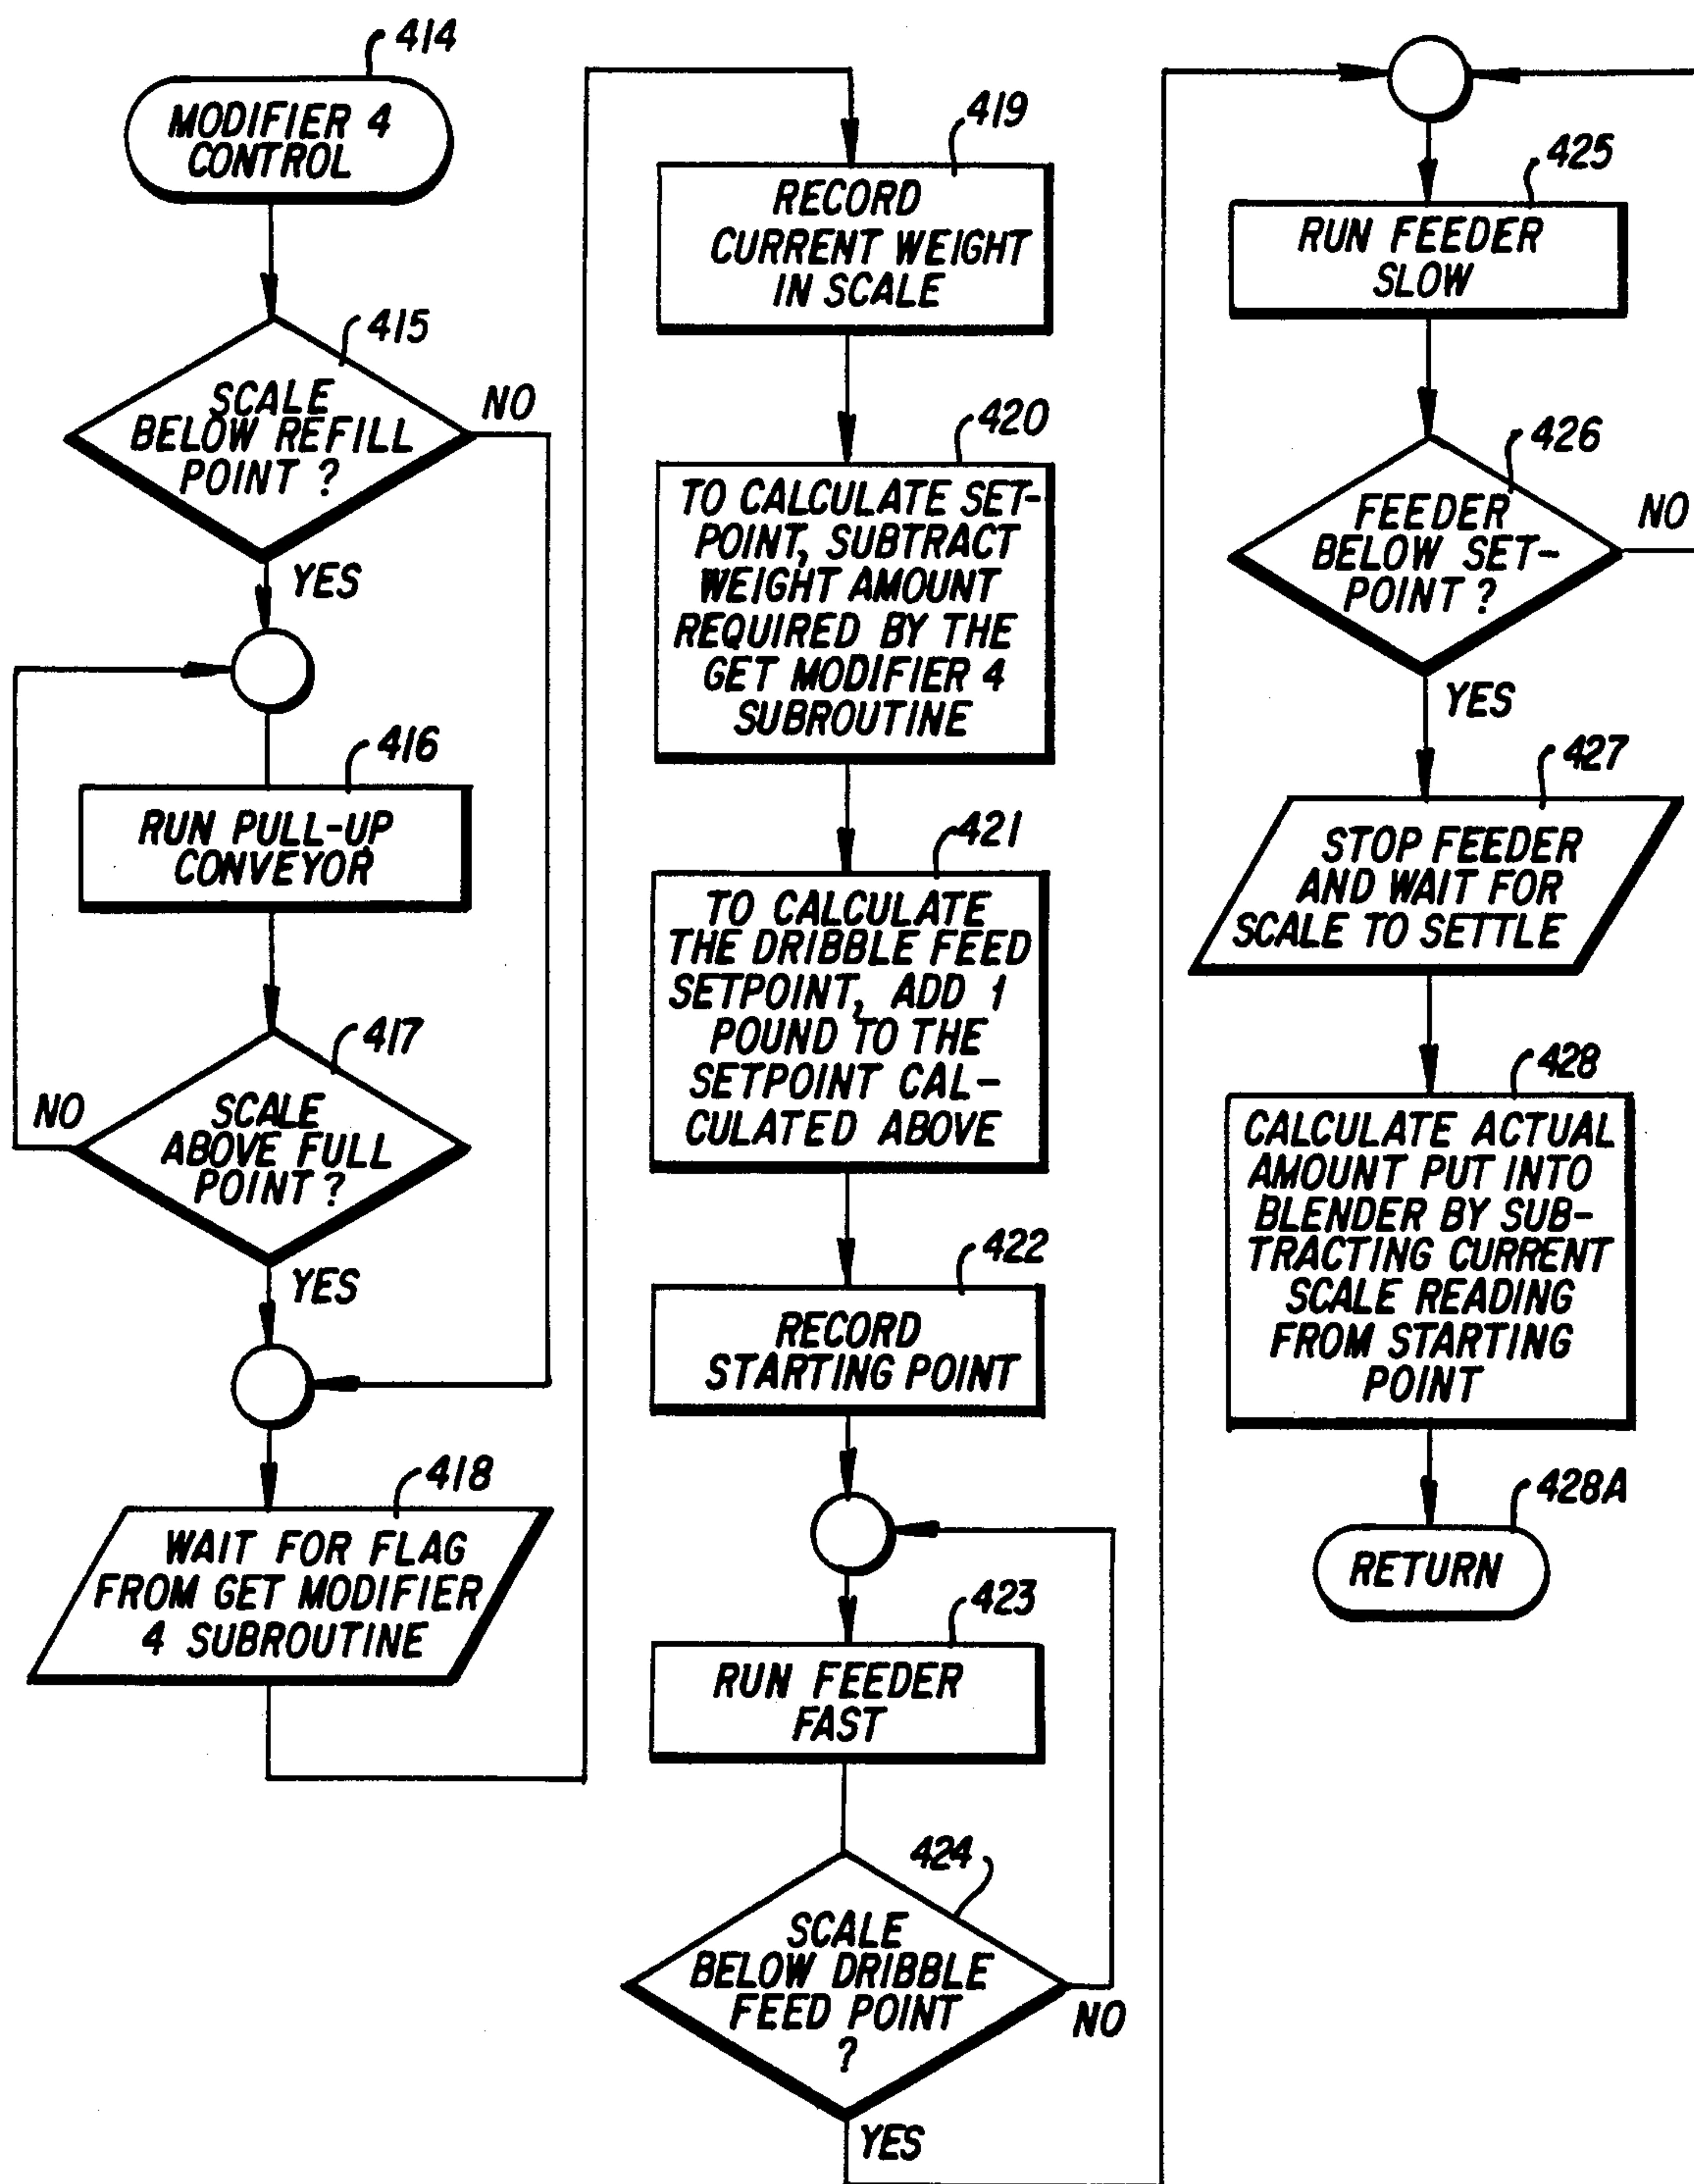 414
MODIFIER 4
CONTROL
415
SCALE
BELOW REFILL
POINT ?
NO
YES
416
RUN PULL-UP
CONVEYOR
417
SCALE
ABOVE FULL
POINT ?
NO
YES
418
WAIT FOR FLAG
FROM GET MODIFIER
4 SUBROUTINE
419
RECORD
CURRENT WEIGHT
IN SCALE
420
TO CALCULATE SET-
POINT, SUBTRACT
WEIGHT AMOUNT
REQUIRED BY THE
GET MODIFIER 4
SUBROUTINE
421
TO CALCULATE
THE DRIBBLE FEED
SETPOINT, ADD 1
POUND TO THE
SETPOINT CAL-
CULATED ABOVE
422
RECORD
STARTING POINT
423
RUN FEEDER
FAST
424
SCALE
BELOW DRIBBLE
FEED POINT
?
NO
YES
425
RUN FEEDER
SLOW
426
FEEDER
BELOW SET-
POINT ?
NO
YES
427
STOP FEEDER
AND WAIT FOR
SCALE TO SETTLE
428
CALCULATE ACTUAL
AMOUNT PUT INTO
BLENDER BY SUB-
TRACTING CURRENT
SCALE READING
FROM STARTING
POINT
428A
RETURN